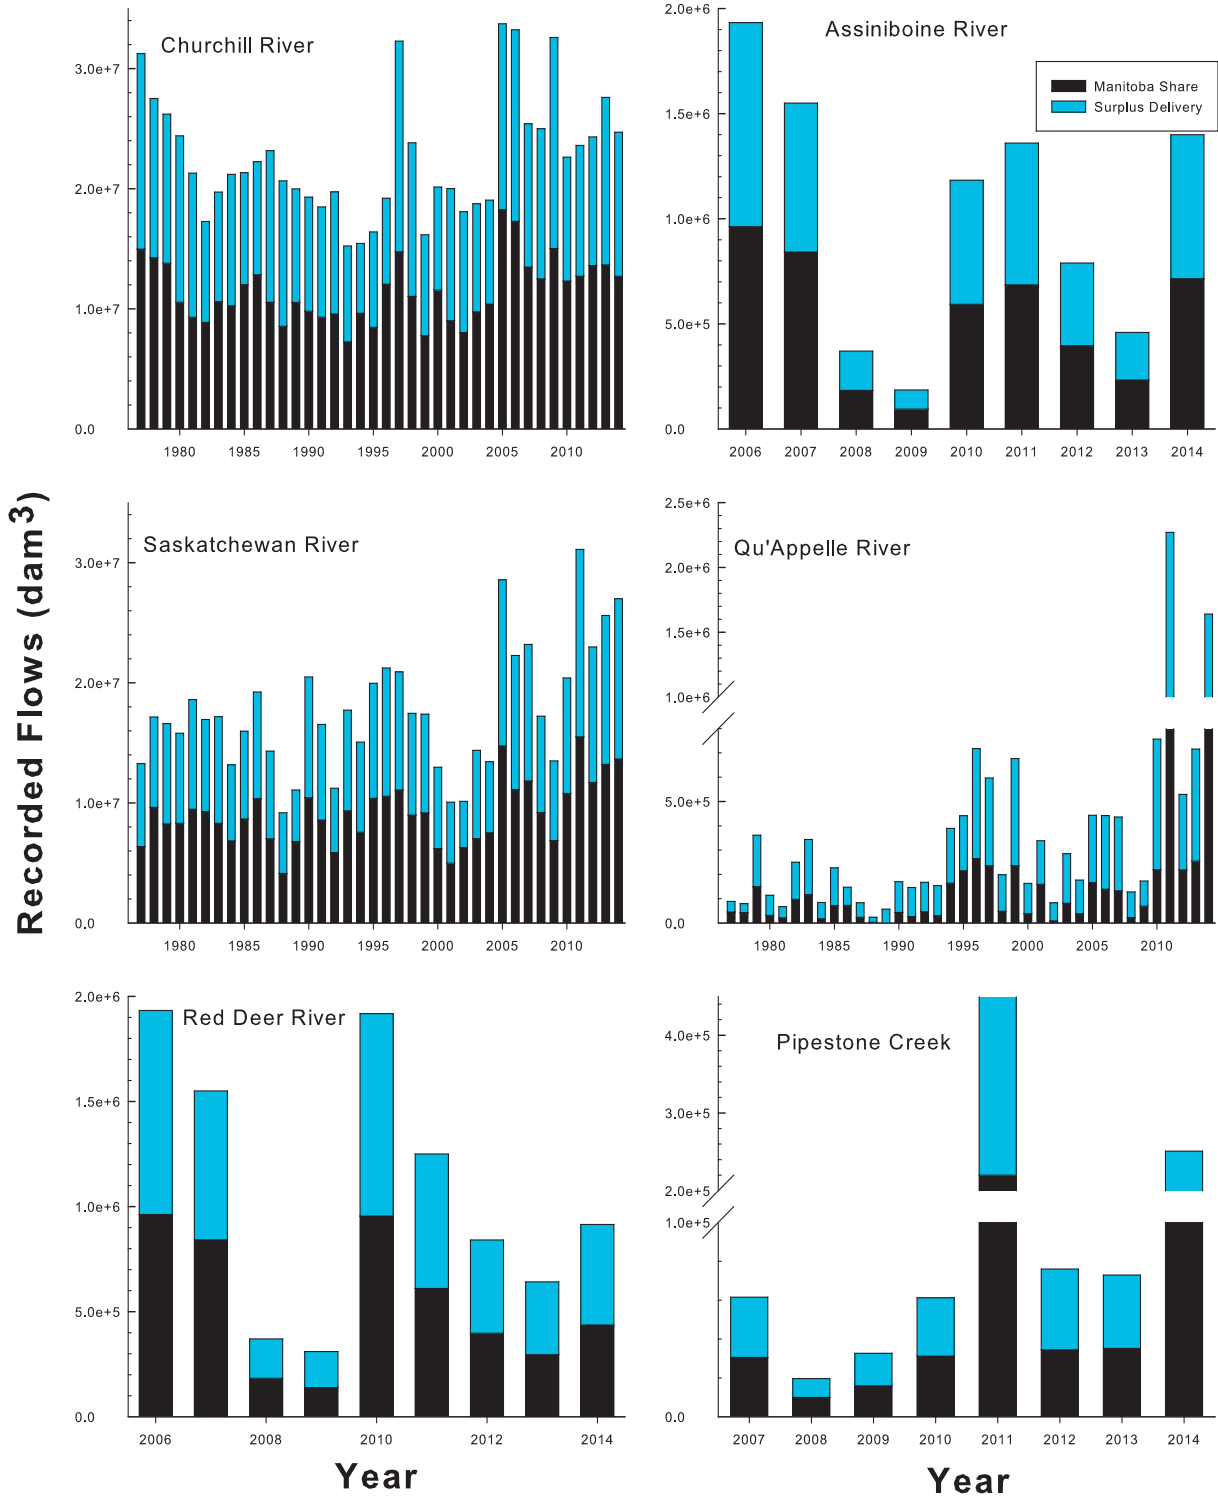 Recorded Flows (dam3)
Churchill River
3.0e+7
2.0e+7
1.0e+7
0.0
1980 1985 1990 1995 2000 2005 2010
Assiniboine River
Manitoba Share
Surplus Delivery
2.0e+6
1.5e+6
1.0e+6
5.0e+5
0.0
2006 2007 2008 2009 2010 2011 2012 2013 2014
Saskatchewan River
3.0e+7
2.0e+7
1.0e+7
0.0
1980 1985 1990 1995 2000 2005 2010
Qu'Appelle River
2.5e+6
2.0e+6
1.5e+6
1.0e+6
5.0e+5
0.0
1980 1985 1990 1995 2000 2005 2010
Red Deer River
2.0e+6
1.5e+6
1.0e+6
5.0e+5
0.0
2006 2008 2010 2012 2014
Year
Pipestone Creek
4.0e+5
3.0e+5
2.0e+5
1.0e+5
0.0
2007 2008 2009 2010 2011 2012 2013 2014
Year